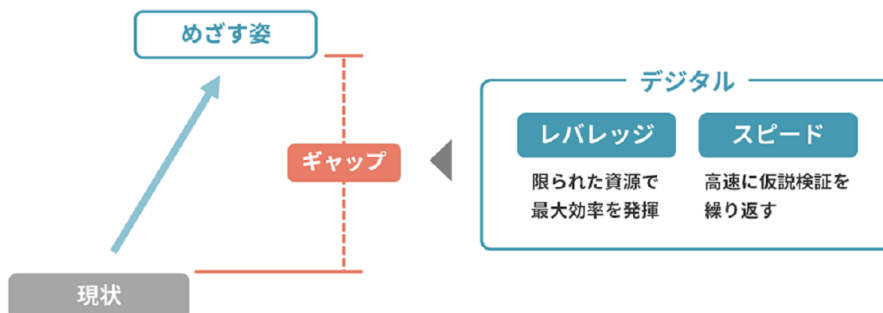 めざす姿
ギャップ
現状
デジタル
レバレッジ
限られた資源で
最大効率を発揮
スピード
高速に仮説検証を
繰り返す